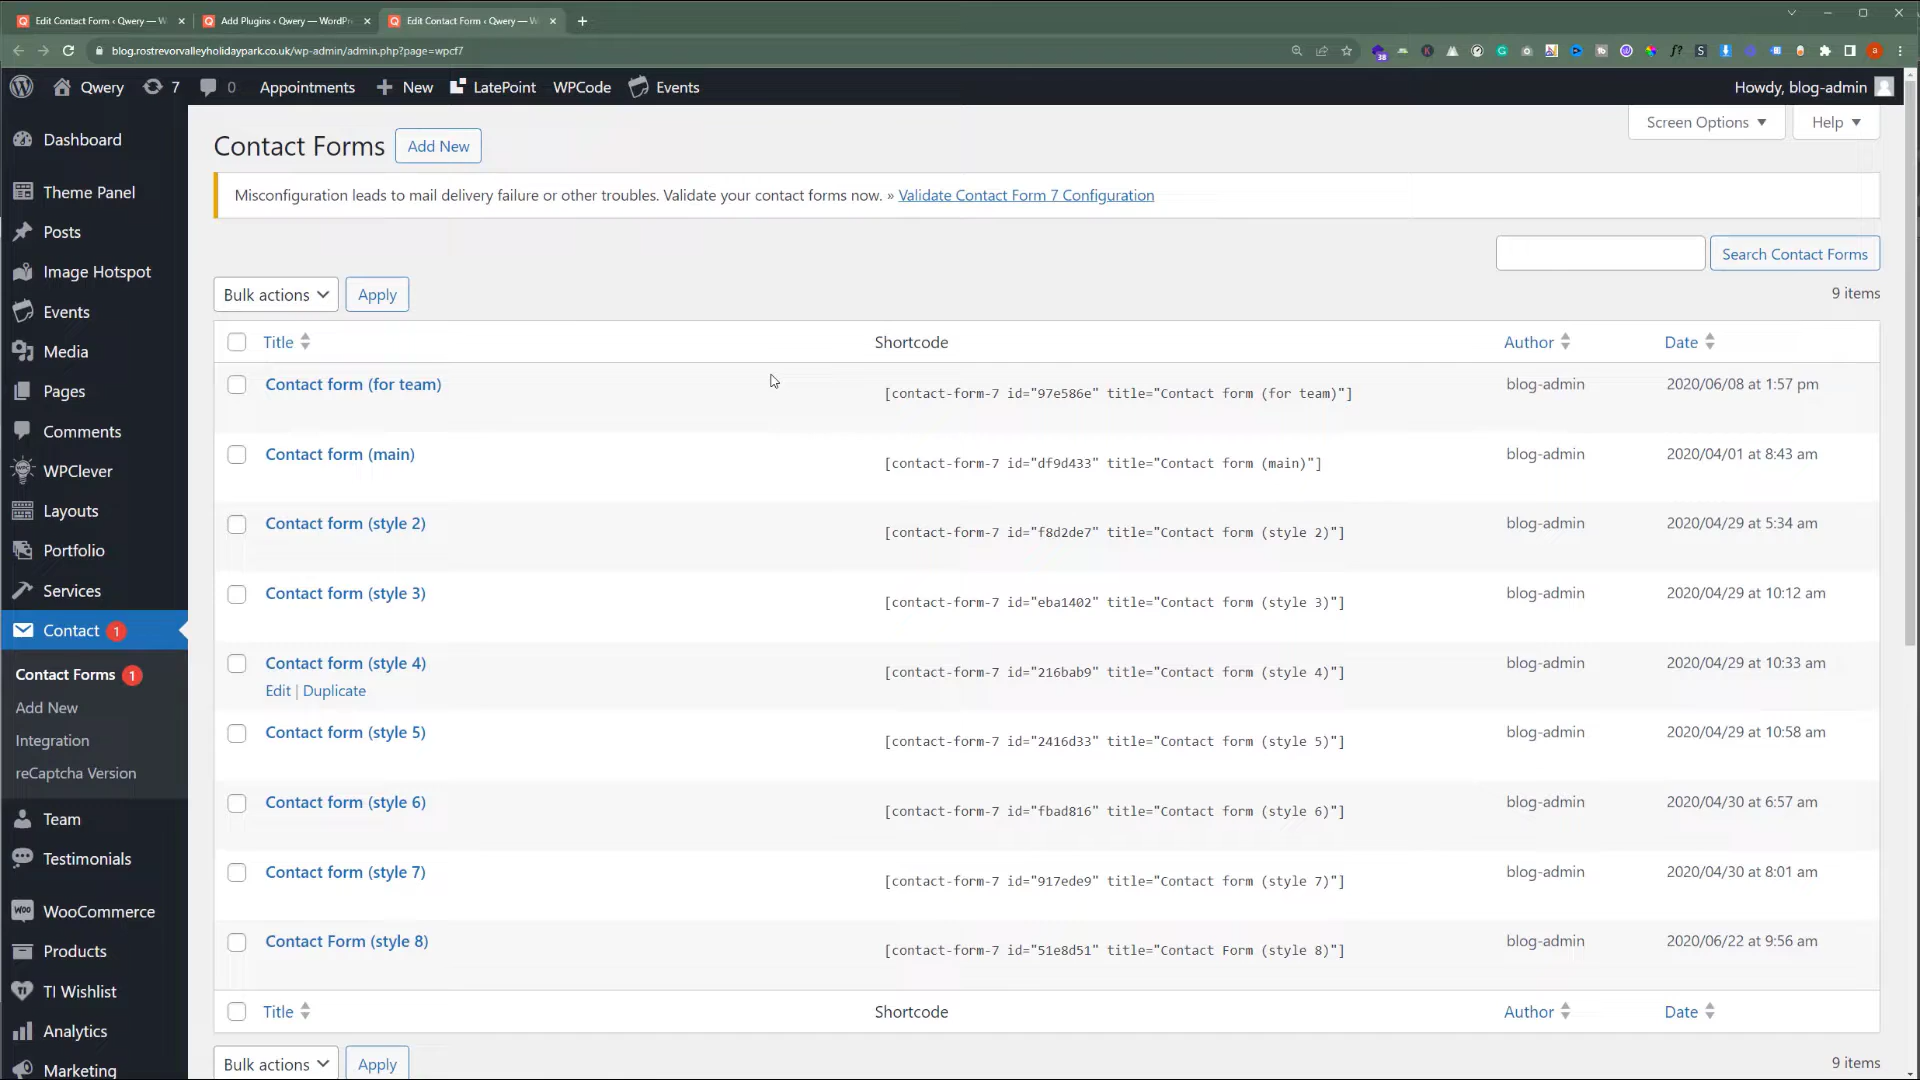 Edit Contact Form ‹ Qwery — W
Add Plugins ‹ Qwery — WordPr
Edit Contact Form ‹ Qwery — W
blog.rostrevorvalleyholidaypark.co.uk/wp-admin/admin.php?page=wpcf7
38
Qwery
7
0
Appointments
New
LatePoint
WPCode
Events
Howdy, blog-admin
Dashboard
Theme Panel
Posts
Image Hotspot
Events
Media
Pages
Comments
WPClever
Layouts
Portfolio
Services
Contact 1
Contact Forms 1
Add New
Integration
reCaptcha Version
Team
Testimonials
WooCommerce
Products
TI Wishlist
Analytics
Marketing
Contact Forms
Add New
Screen Options
Help
Misconfiguration leads to mail delivery failure or other troubles. Validate your contact forms now. » Validate Contact Form 7 Configuration
Search Contact Forms
Bulk actions
Apply
9 items
Title Shortcode Author Date
Contact form (for team) [contact-form-7 id="97e586e" title="Contact form (for team)"] blog-admin 2020/06/08 at 1:57 pm
Contact form (main) [contact-form-7 id="df9d433" title="Contact form (main)"] blog-admin 2020/04/01 at 8:43 am
Contact form (style 2) [contact-form-7 id="f8d2de7" title="Contact form (style 2)"] blog-admin 2020/04/29 at 5:34 am
Contact form (style 3) [contact-form-7 id="eba1402" title="Contact form (style 3)"] blog-admin 2020/04/29 at 10:12 am
Contact form (style 4) [contact-form-7 id="216bab9" title="Contact form (style 4)"] blog-admin 2020/04/29 at 10:33 am
Edit | Duplicate
Contact form (style 5) [contact-form-7 id="2416d33" title="Contact form (style 5)"] blog-admin 2020/04/29 at 10:58 am
Contact form (style 6) [contact-form-7 id="fbad816" title="Contact form (style 6)"] blog-admin 2020/04/30 at 6:57 am
Contact form (style 7) [contact-form-7 id="917ede9" title="Contact form (style 7)"] blog-admin 2020/04/30 at 8:01 am
Contact Form (style 8) [contact-form-7 id="51e8d51" title="Contact Form (style 8)"] blog-admin 2020/06/22 at 9:56 am
Title Shortcode Author Date
Bulk actions
Apply
9 items